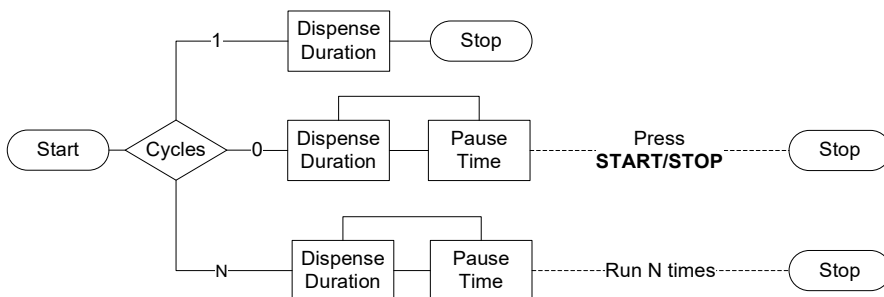 1
Dispense
Duration
Stop
Start
Cycles
0
Dispense
Duration
Pause
Time
Press
START/STOP
Stop
N
Dispense
Duration
Pause
Time
Run N times
Stop